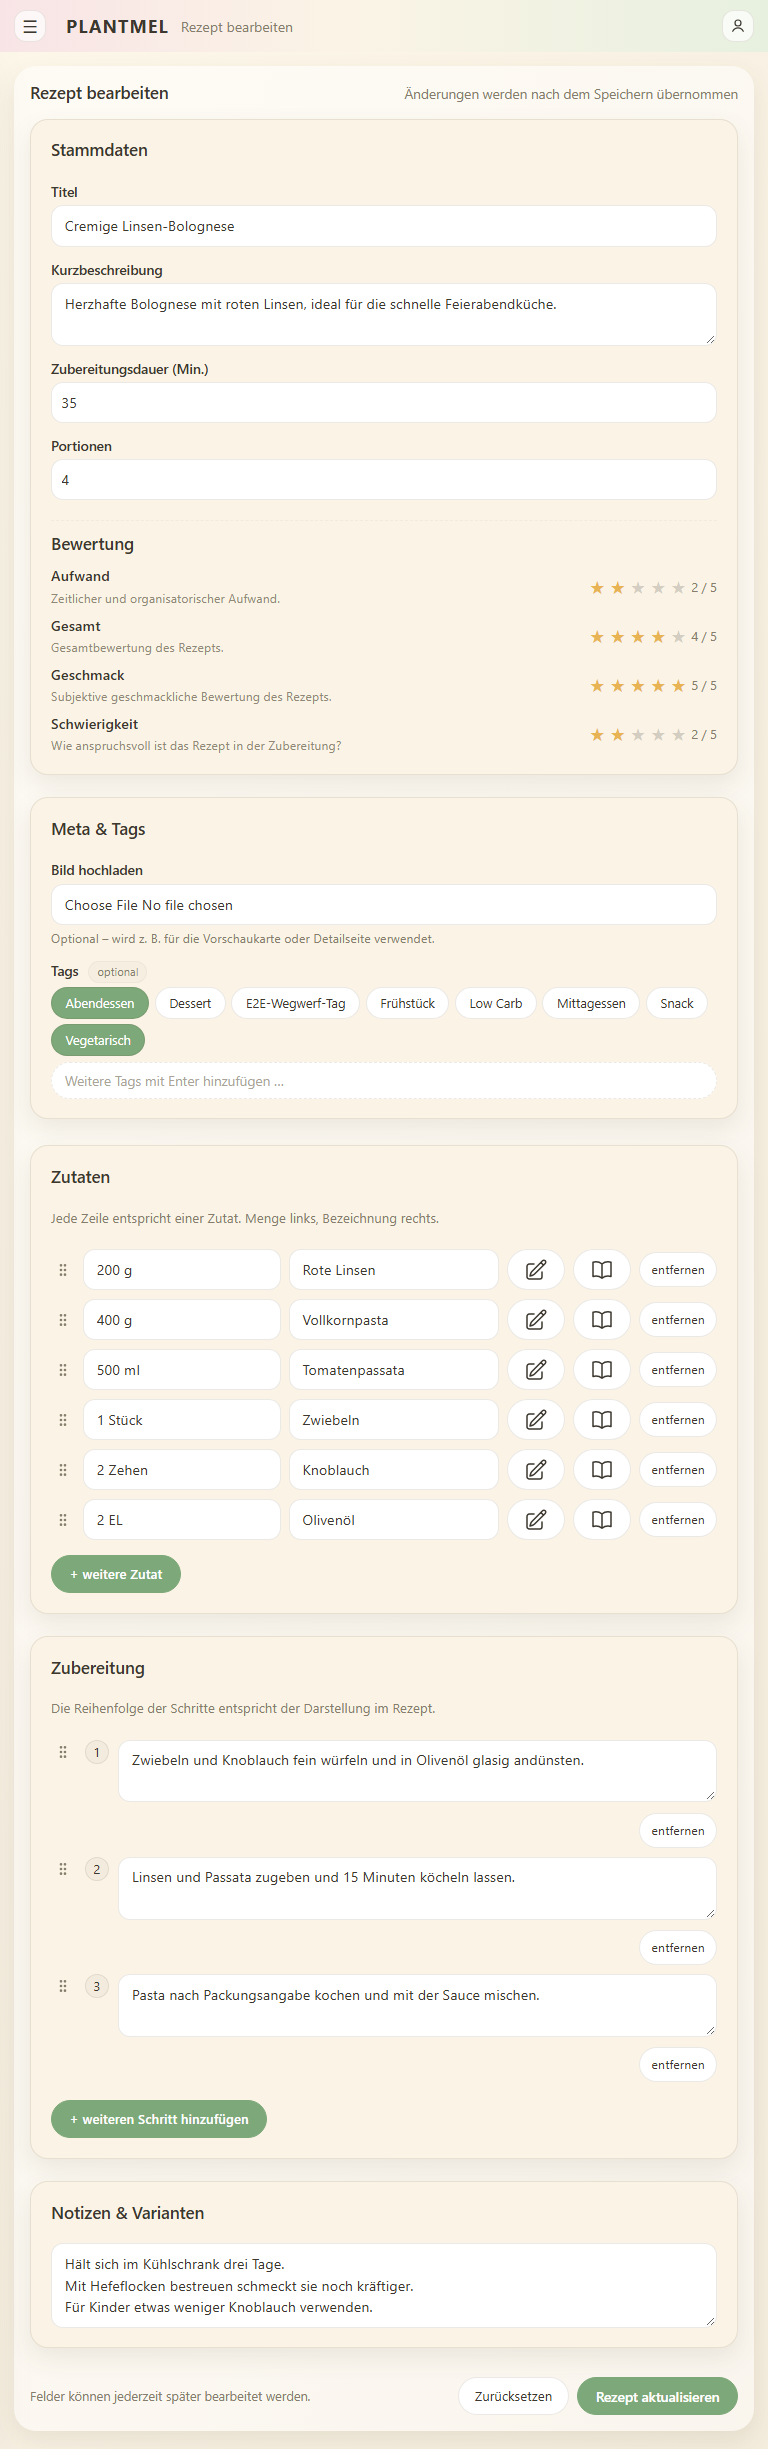 PLANTMEL Rezept bearbeiten
Rezept bearbeiten
Änderungen werden nach dem Speichern übernommen
Stammdaten
Titel
Cremige Linsen-Bolognese
Kurzbeschreibung
Herzhafte Bolognese mit roten Linsen, ideal für die schnelle Feierabendküche.
Zubereitungsdauer (Min.)
35
Portionen
4
Bewertung
Aufwand
Zeitlicher und organisatorischer Aufwand.
2 / 5
Gesamt
Gesamtbewertung des Rezepts.
4 / 5
Geschmack
Subjektive geschmackliche Bewertung des Rezepts.
5 / 5
Schwierigkeit
Wie anspruchsvoll ist das Rezept in der Zubereitung?
2 / 5
Meta & Tags
Bild hochladen
Choose File No file chosen
Optional – wird z. B. für die Vorschaukarte oder Detailseite verwendet.
Tags optional
Abendessen Dessert E2E-Wegwerf-Tag Frühstück Low Carb Mittagessen Snack
Vegetarisch
Weitere Tags mit Enter hinzufügen ...
Zutaten
Jede Zeile entspricht einer Zutat. Menge links, Bezeichnung rechts.
200 g Rote Linsen entfernen
400 g Vollkornpasta entfernen
500 ml Tomatenpassata entfernen
1 Stück Zwiebeln entfernen
2 Zehen Knoblauch entfernen
2 EL Olivenöl entfernen
+ weitere Zutat
Zubereitung
Die Reihenfolge der Schritte entspricht der Darstellung im Rezept.
1 Zwiebeln und Knoblauch fein würfeln und in Olivenöl glasig andünsten.
entfernen
2 Linsen und Passata zugeben und 15 Minuten köcheln lassen.
entfernen
3 Pasta nach Packungsangabe kochen und mit der Sauce mischen.
entfernen
+ weiteren Schritt hinzufügen
Notizen & Varianten
Hält sich im Kühlschrank drei Tage.
Mit Hefeflocken bestreuen schmeckt sie noch kräftiger.
Für Kinder etwas weniger Knoblauch verwenden.
Felder können jederzeit später bearbeitet werden.
Zurücksetzen
Rezept aktualisieren